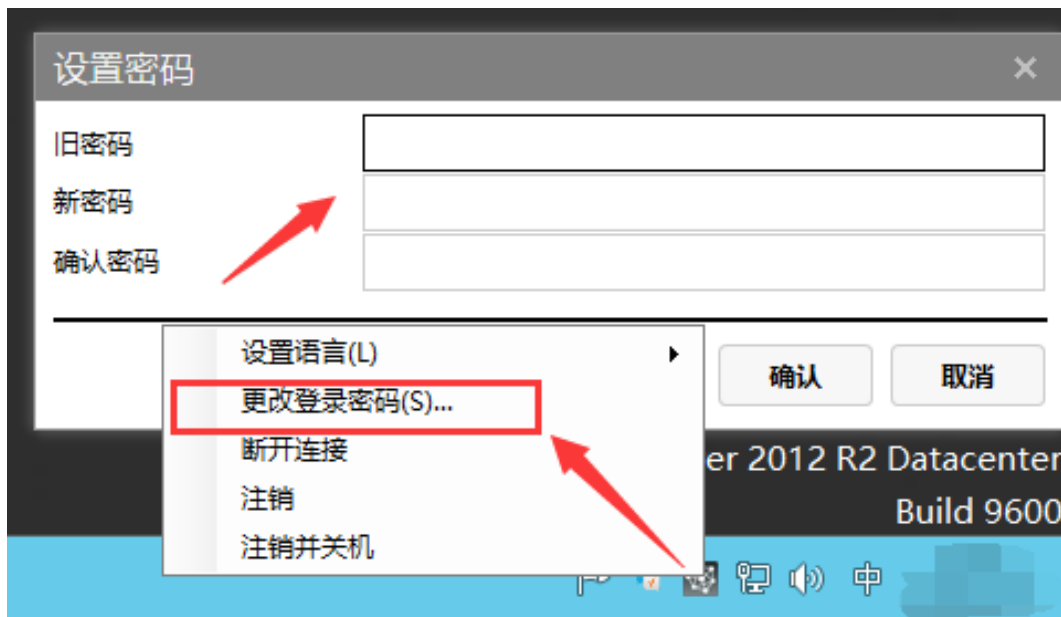 设置密码
旧密码
新密码
确认密码
设置语言(L)
更改登录密码(S)...
断开连接
注销
注销并关机
确认
取消
er 2012 R2 Datacenter
Build 9600
中